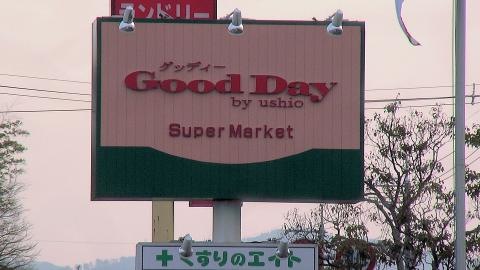 ランドリー
グッディー
Good Day
by ushio
Super Market
くすりのエイト